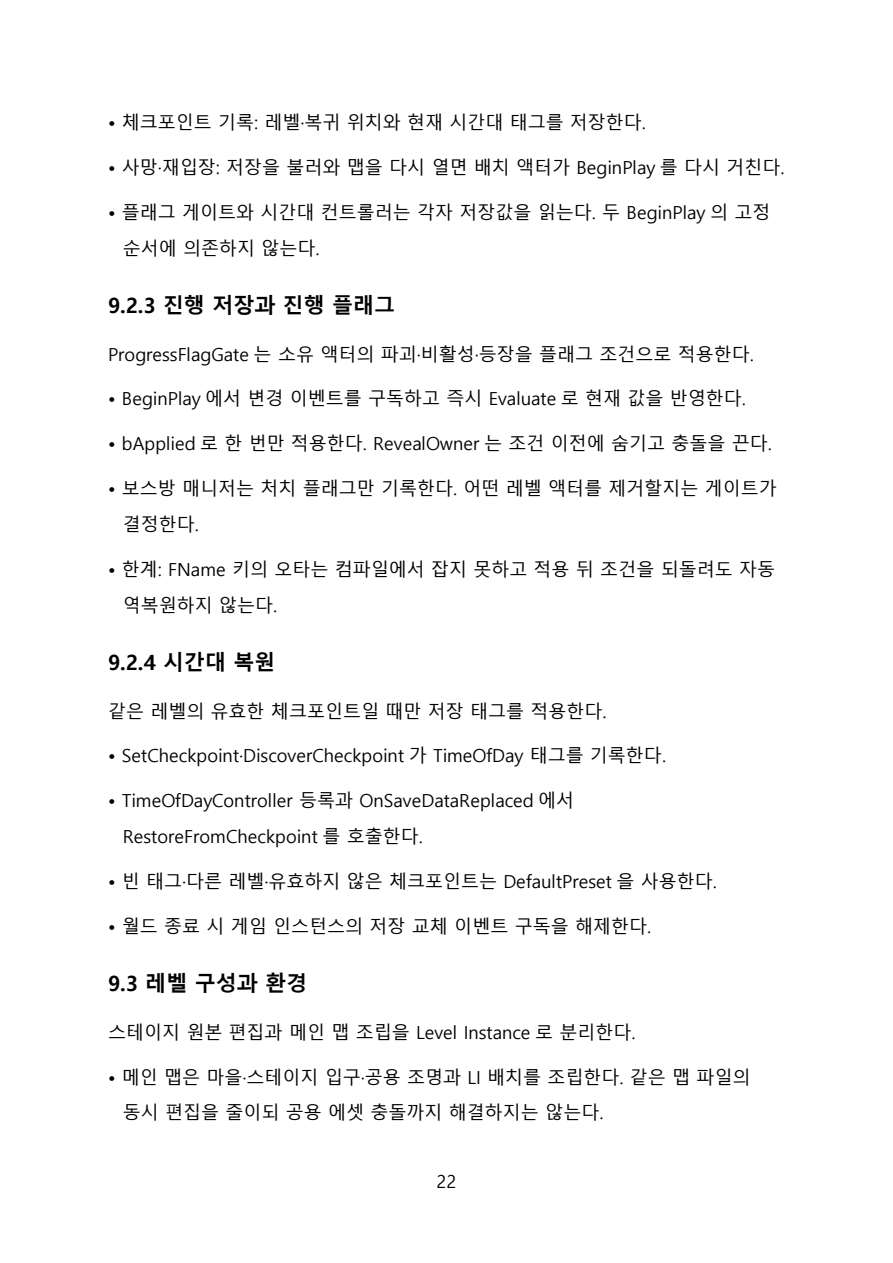 • 체크포인트 기록: 레벨·복귀 위치와 현재 시간대 태그를 저장한다.
• 사망·재입장: 저장을 불러와 맵을 다시 열면 배치 액터가 BeginPlay 를 다시 거친다.
• 플래그 게이트와 시간대 컨트롤러는 각자 저장값을 읽는다. 두 BeginPlay 의 고정
순서에 의존하지 않는다.
9.2.3 진행 저장과 진행 플래그
ProgressFlagGate 는 소유 액터의 파괴·비활성·등장을 플래그 조건으로 적용한다.
• BeginPlay 에서 변경 이벤트를 구독하고 즉시 Evaluate 로 현재 값을 반영한다.
• bApplied 로 한 번만 적용한다. RevealOwner 는 조건 이전에 숨기고 충돌을 끈다.
• 보스방 매니저는 처치 플래그만 기록한다. 어떤 레벨 액터를 제거할지는 게이트가
결정한다.
• 한계: FName 키의 오타는 컴파일에서 잡지 못하고 적용 뒤 조건을 되돌려도 자동
역복원하지 않는다.
9.2.4 시간대 복원
같은 레벨의 유효한 체크포인트일 때만 저장 태그를 적용한다.
• SetCheckpoint·DiscoverCheckpoint 가 TimeOfDay 태그를 기록한다.
• TimeOfDayController 등록과 OnSaveDataReplaced 에서
RestoreFromCheckpoint 를 호출한다.
• 빈 태그·다른 레벨·유효하지 않은 체크포인트는 DefaultPreset 을 사용한다.
• 월드 종료 시 게임 인스턴스의 저장 교체 이벤트 구독을 해제한다.
9.3 레벨 구성과 환경
스테이지 원본 편집과 메인 맵 조립을 Level Instance 로 분리한다.
• 메인 맵은 마을·스테이지 입구·공용 조명과 LI 배치를 조립한다. 같은 맵 파일의
동시 편집을 줄이되 공용 에셋 충돌까지 해결하지는 않는다.
22